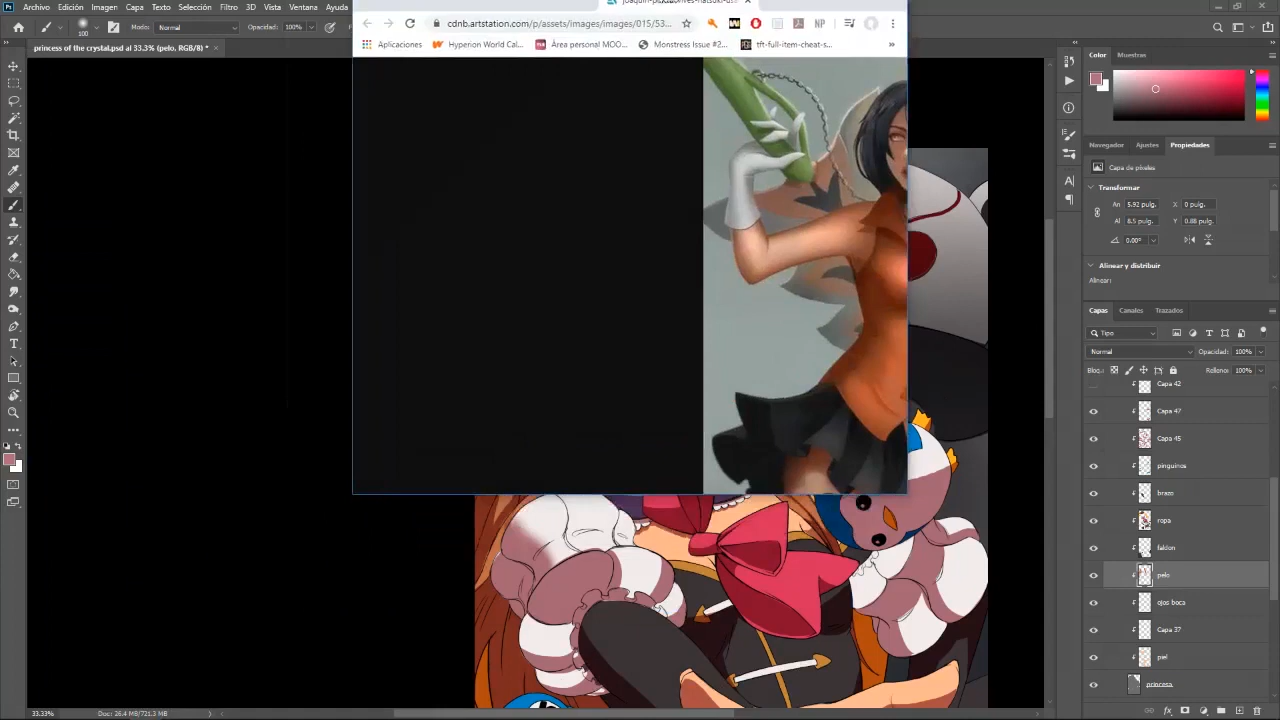 Archivo Edición Imagen Capa Texto Selección Filtro 3D Vista Ventana Ayuda
Modo: Normal Opacidad: 100%
cdnb.artstation.com/p/assets/images/images/015/53...
Aplicaciones Hyperion World Cal... Área personal MOO... Monstress Issue #2... tft-full-item-cheat-s... »
princess of the crystal.psd al 33.3% (pelo, RGB/8) * ×
Color Muestras
Navegador Ajustes Propiedades
Capa de píxeles
Transformar
An 5.92 pulg. X 0 pulg.
Al 8.5 pulg. Y 0.88 pulg.
0.00°
Alinear y distribuir
Alinear:
Capas Canales Trazados
Tipo
Normal Opacidad: 100%
Bloq.: Relleno: 100%
Capa 42
Capa 47
Capa 45
pinguinos
brazo
ropa
faldon
pelo
ojos boca
Capa 37
piel
princesa
33.33% Doc: 26.4 MB/721.3 MB